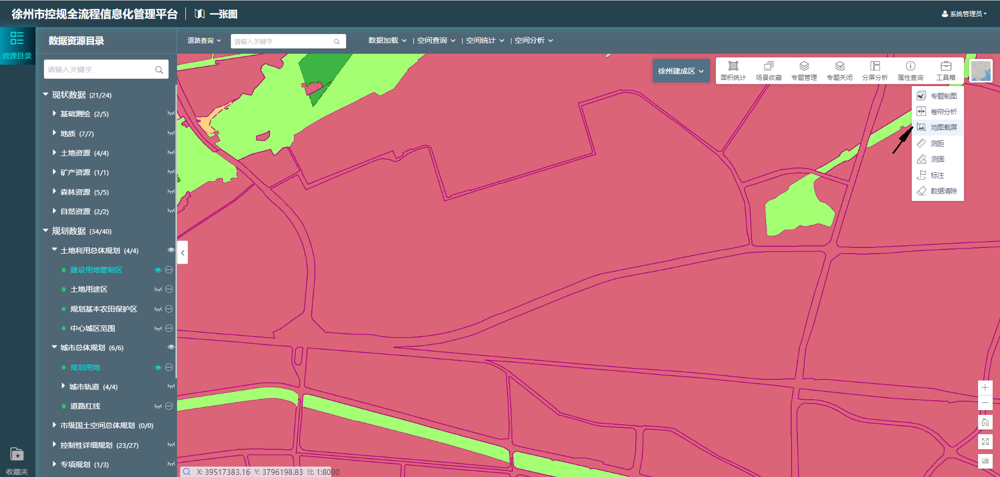 徐州市控规全流程信息化管理平台
一张图
系统管理员
资源目录
数据资源目录
道路查询
请输入关键字
数据加载 | 空间查询 | 空间统计 | 空间分析
请输入关键字
徐州建成区
面积统计
场景收藏
专题管理
专题关闭
分屏分析
属性查询
工具箱
专题制图
卷帘分析
地图截屏
测距
测面
标注
数据清除
现状数据 (21/24)
基础测绘 (2/5)
地质 (7/7)
土地资源 (4/4)
矿产资源 (1/1)
森林资源 (5/5)
自然资源 (2/2)
规划数据 (34/40)
土地利用总体规划 (4/4)
建设用地管制区
土地用途区
规划基本农田保护区
中心城区范围
城市总体规划 (6/6)
规划用地
城市轨道 (4/4)
道路红线
市级国土空间总体规划 (0/0)
控制性详细规划 (23/27)
专项规划 (1/3)
收藏夹
X: 39517383.16 Y: 3796198.83 比 1:8000